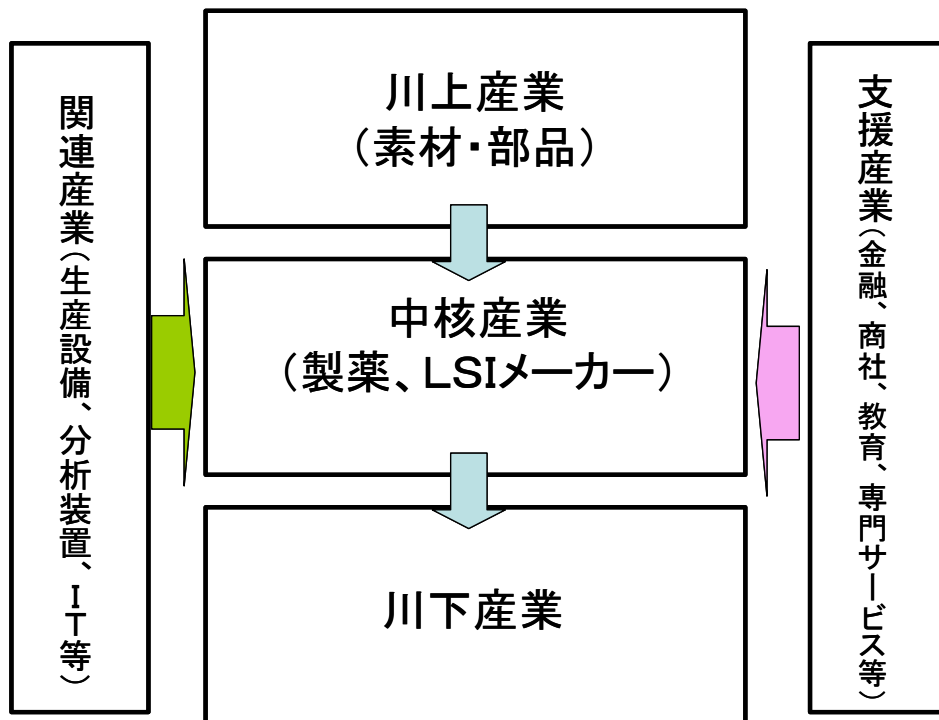 川上産業
（素材・部品）
関連産業（生産設備、分析装置、ＩＴ等）
中核産業
（製薬、LSIメーカー）
支援産業（金融、商社、教育、専門サービス等）
川下産業